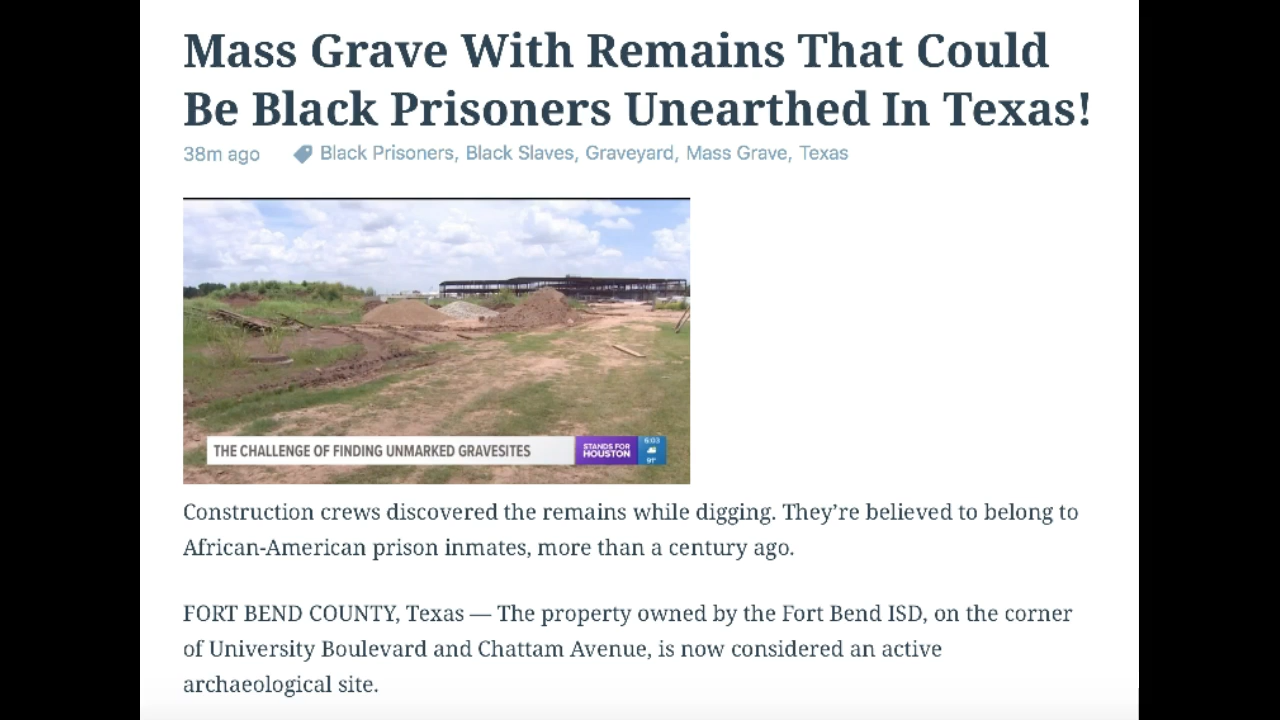 Mass Grave With Remains That Could
Be Black Prisoners Unearthed In Texas!
38m ago Black Prisoners, Black Slaves, Graveyard, Mass Grave, Texas
THE CHALLENGE OF FINDING UNMARKED GRAVESITES
STANDS FOR
HOUSTON
6:03
91°
Construction crews discovered the remains while digging. They’re believed to belong to
African-American prison inmates, more than a century ago.
FORT BEND COUNTY, Texas — The property owned by the Fort Bend ISD, on the corner
of University Boulevard and Chattam Avenue, is now considered an active
archaeological site.